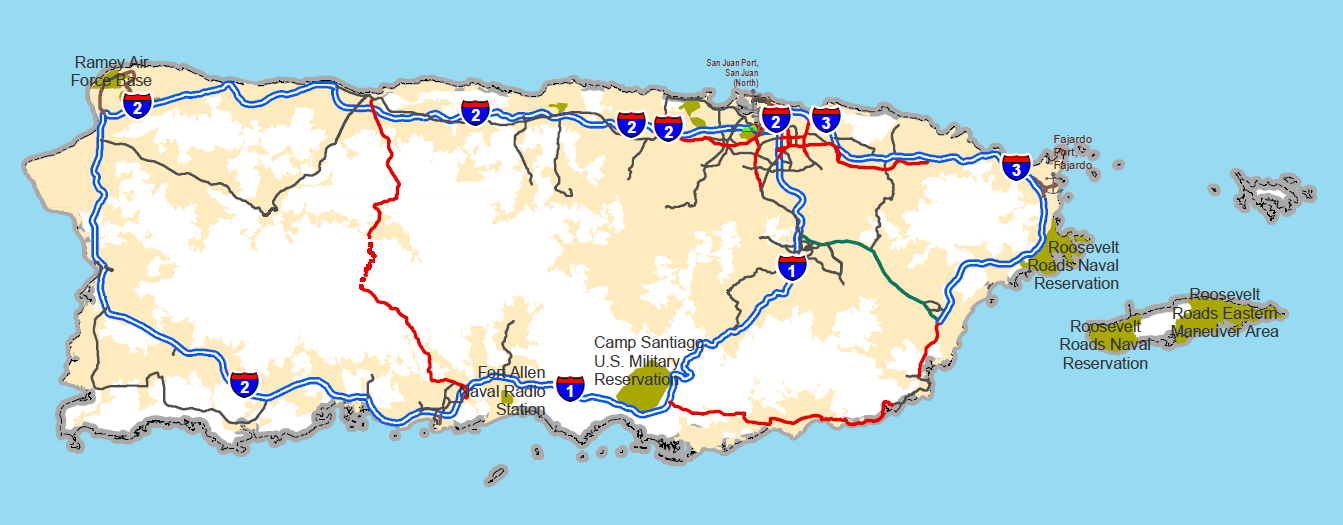 Ramey Air
Force Base
2
2
2
2
San Juan Port,
San Juan
(North)
2
3
3
Fajardo
Port,
Fajardo
Roosevelt
Roads Naval
Reservation
1
Roosevelt
Roads Eastern
Maneuver Area
Roosevelt
Roads Naval
Reservation
Camp Santiago
U.S. Military
Reservation
Fort Allen
Naval Radio
Station
1
2